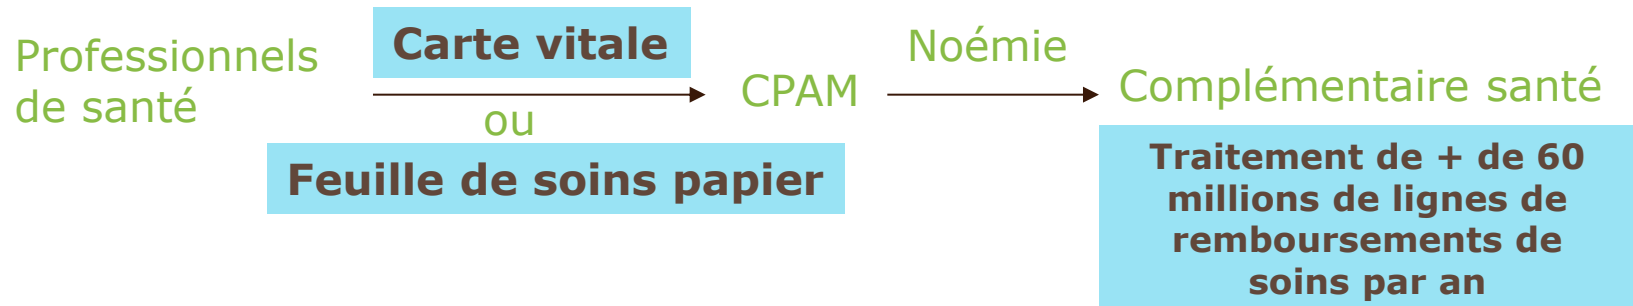 Professionnels
de santé
Carte vitale
ou
Feuille de soins papier
CPAM
Noémie
Complémentaire santé
Traitement de + de 60
millions de lignes de
remboursements de
soins par an